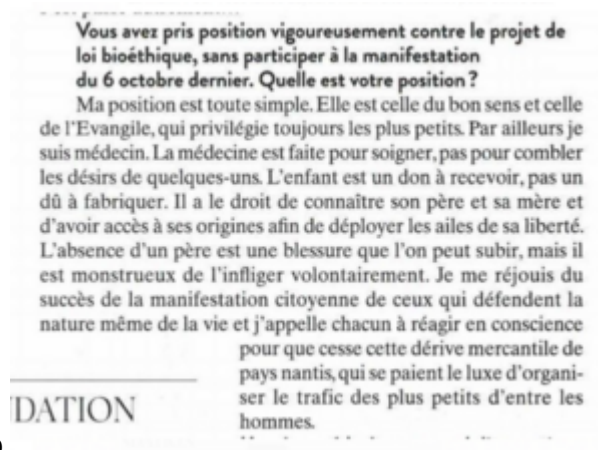 Vous avez pris position vigoureusement contre le projet de
loi bioéthique, sans participer à la manifestation
du 6 octobre dernier. Quelle est votre position ?
Ma position est toute simple. Elle est celle du bon sens et celle
de l'Evangile, qui privilégie toujours les plus petits. Par ailleurs je
suis médecin. La médecine est faite pour soigner, pas pour combler
les désirs de quelques-uns. L'enfant est un don à recevoir, pas un
dû à fabriquer. Il a le droit de connaître son père et sa mère et
d'avoir accès à ses origines afin de déployer les ailes de sa liberté.
L'absence d'un père est une blessure que l'on peut subir, mais il
est monstrueux de l'infliger volontairement. Je me réjouis du
succès de la manifestation citoyenne de ceux qui défendent la
nature même de la vie et j'appelle chacun à réagir en conscience
pour que cesse cette dérive mercantile de
pays nantis, qui se paient le luxe d'organi-
ser le trafic des plus petits d'entre les
hommes.
DATION